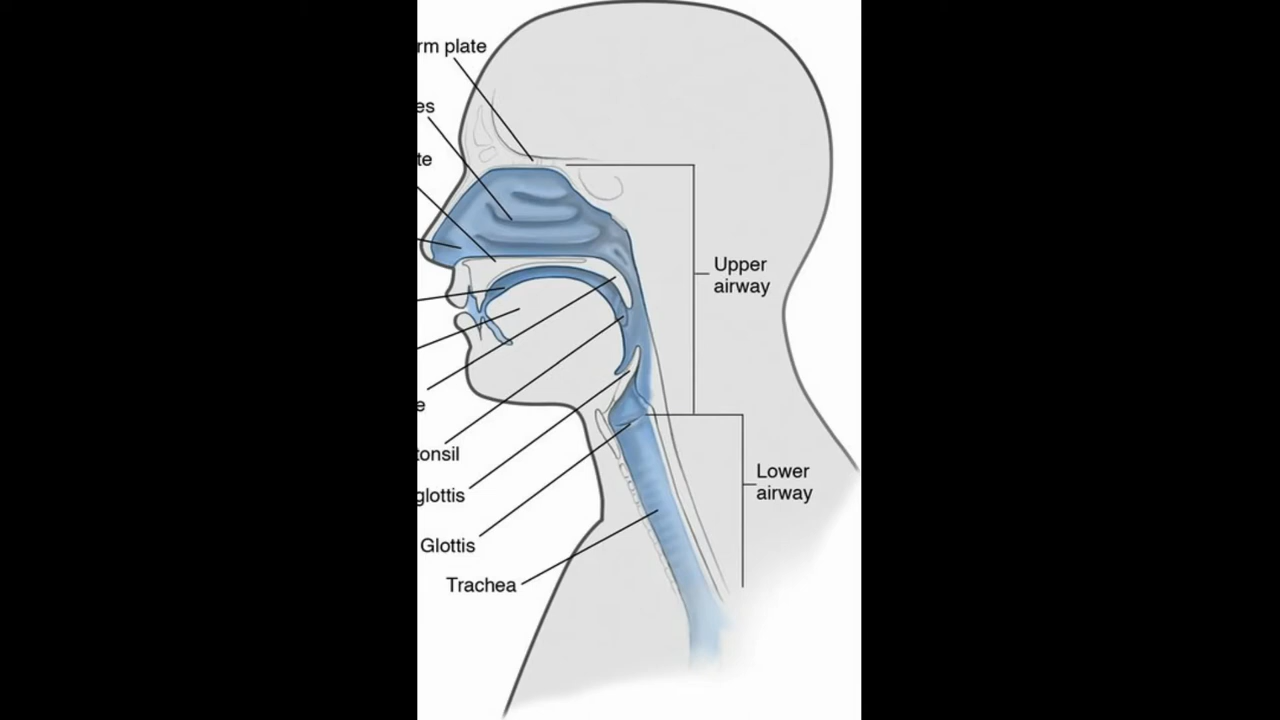 rm plate
es
te
Upper
airway
e
tonsil
glottis
Lower
airway
Glottis
Trachea